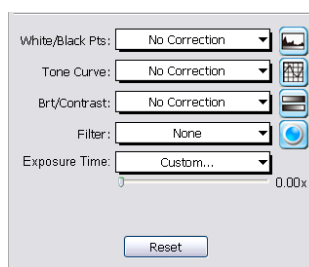 White/Black Pts: No Correction
Tone Curve: No Correction
Brt/Contrast: No Correction
Filter: None
Exposure Time: Custom...
0.00x
Reset